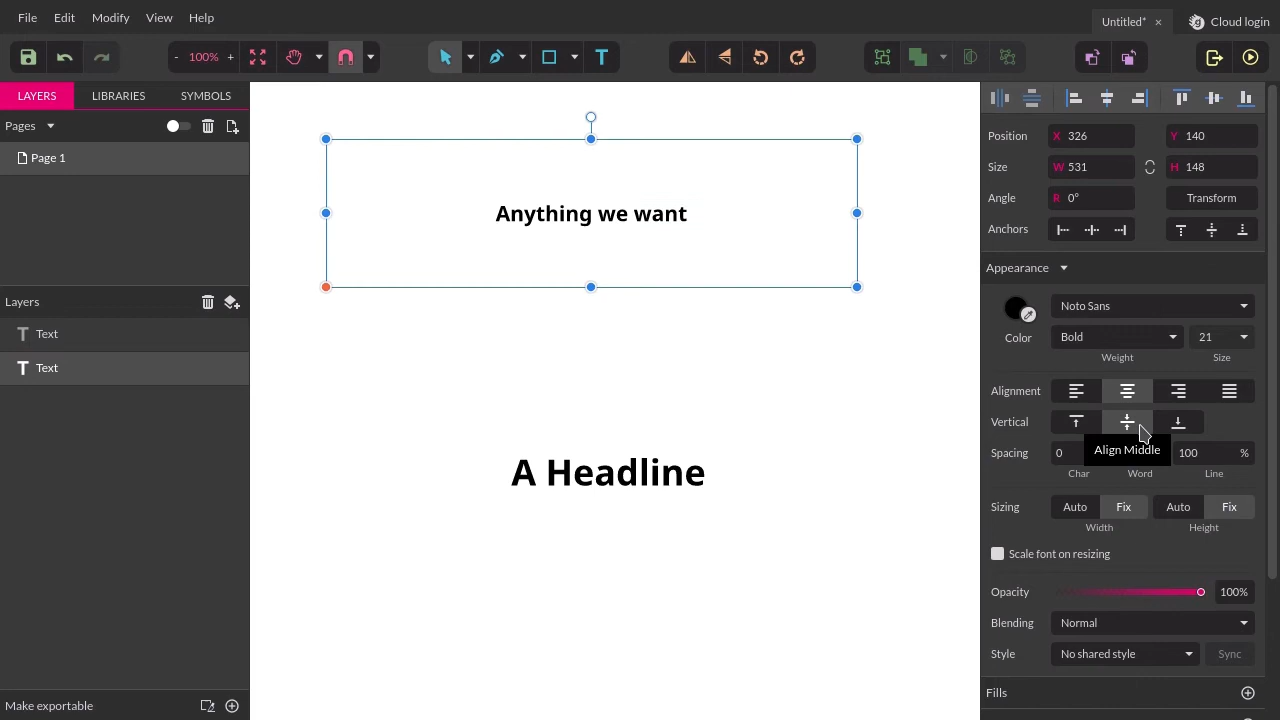 File Edit Modify View Help
Untitled* × Cloud login
- 100% +
LAYERS LIBRARIES SYMBOLS
Pages
Page 1
Layers
Text
Text
Make exportable
Anything we want
A Headline
Position X 326 Y 140
Size W 531 H 148
Angle R 0° Transform
Anchors
Appearance
Noto Sans
Color Bold 21
Weight Size
Alignment
Vertical
Align Middle
Spacing 0 100 %
Char Word Line
Sizing Auto Fix Auto Fix
Width Height
Scale font on resizing
Opacity 100%
Blending Normal
Style No shared style Sync
Fills